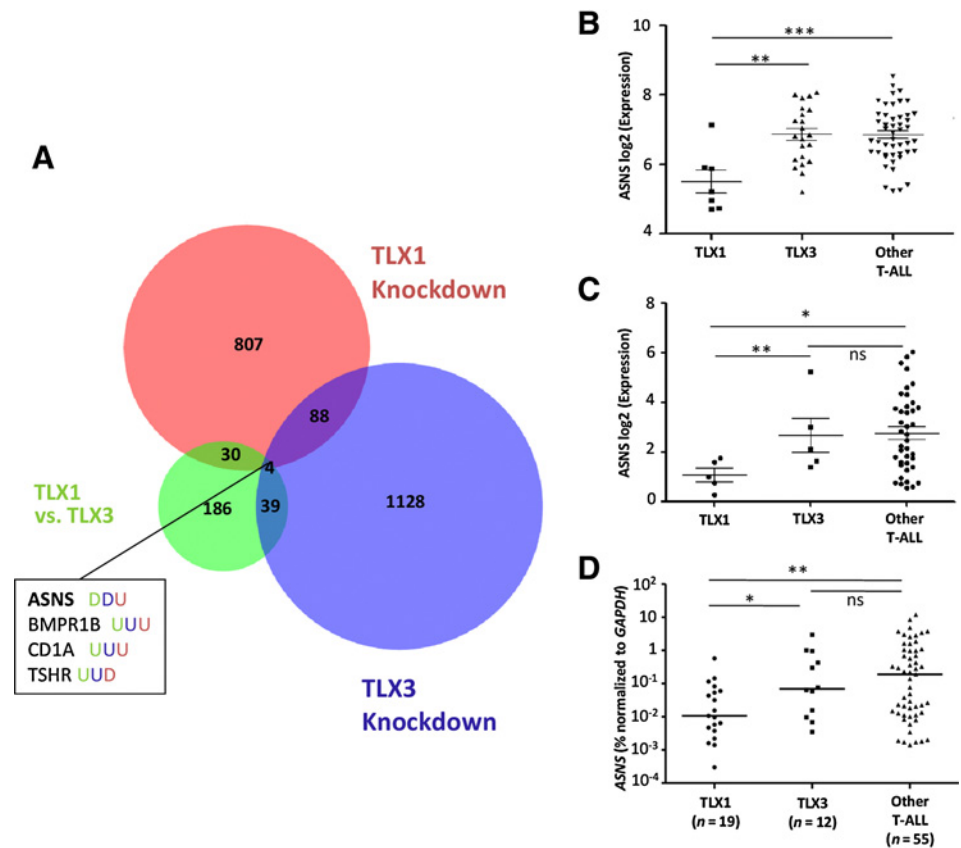 A
TLX1
Knockdown
807
88
30
4
TLX1
vs. TLX3
186
39
1128
ASNS DDU
BMPR1B UUU
CD1A UUU
TSHR UUD
TLX3
Knockdown
B
ASNS log2 (Expression)
10
8
6
4
***
**
TLX1
TLX3
Other
T-ALL
C
ASNS log2 (Expression)
8
6
4
2
0
*
**
ns
TLX1
TLX3
Other
T-ALL
D
ASNS (% normalized to GAPDH)
10²
10
1
10⁻¹
10⁻²
10⁻³
10⁻⁴
**
*
ns
TLX1
(n = 19)
TLX3
(n = 12)
Other
T-ALL
(n = 55)